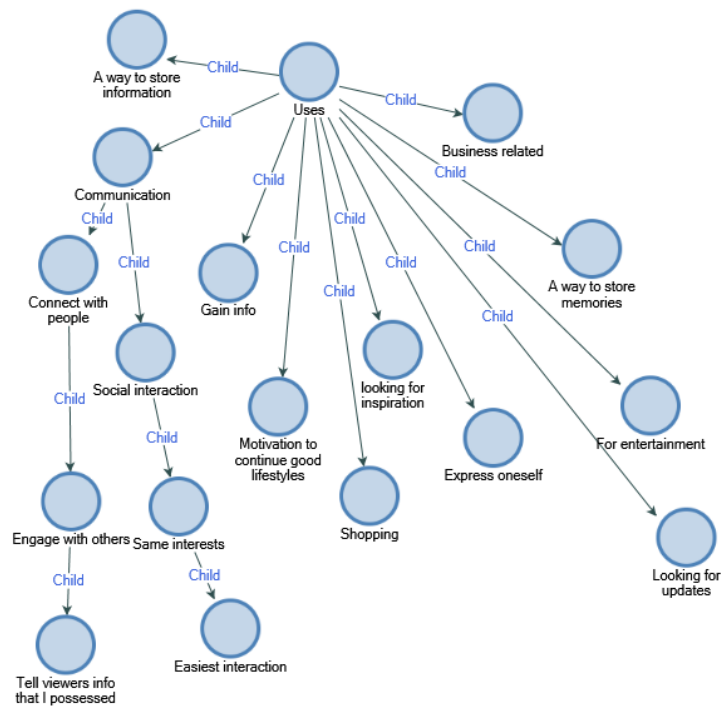 A way to store
information
Child
Uses
Child
Business related
Child
Communication
Child
Child
Child
Child
Connect with
people
Gain info
Child
Child
Child
Child
Child
Child
A way to store
memories
Child
Social interaction
looking for
inspiration
Child
Child
Motivation to
continue good
lifestyles
Express oneself
For entertainment
Engage with others
Same interests
Shopping
Looking for
updates
Child
Child
Tell viewers info
that I possessed
Easiest interaction